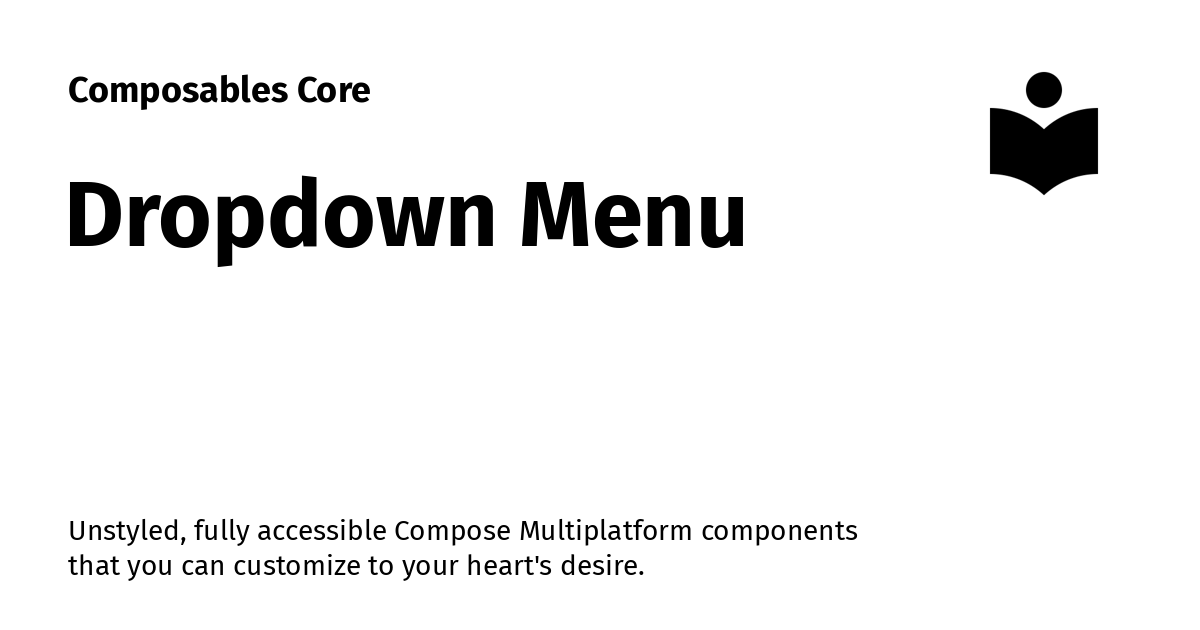 Composables Core
Dropdown Menu
Unstyled, fully accessible Compose Multiplatform components
that you can customize to your heart's desire.